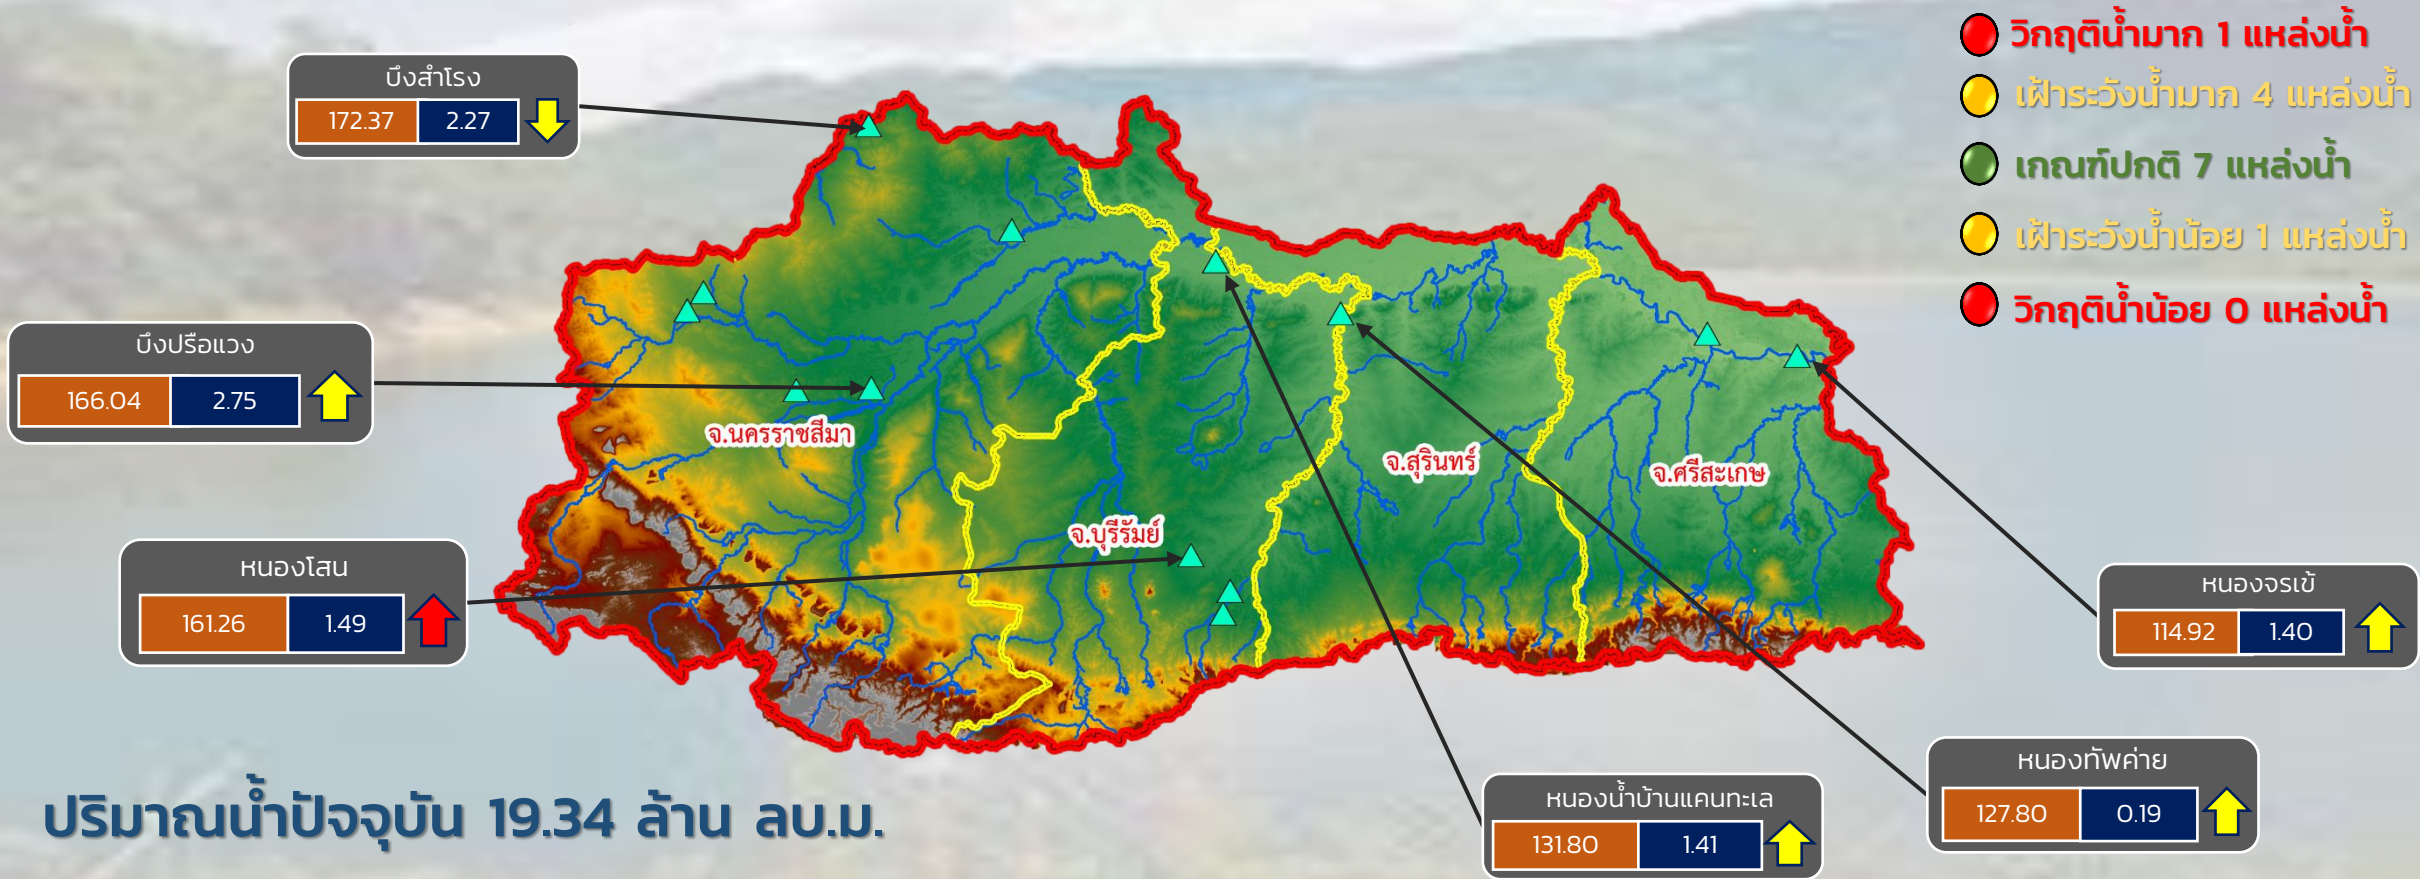 วิกฤติน้ำมาก 1 แหล่งน้ำ
เฝ้าระวังน้ำมาก 4 แหล่งน้ำ
เกณฑ์ปกติ 7 แหล่งน้ำ
เฝ้าระวังน้ำน้อย 1 แหล่งน้ำ
วิกฤติน้ำน้อย 0 แหล่งน้ำ
บึงสำโรง
172.37 2.27
บึงปรือแวง
166.04 2.75
จ.นครราชสีมา
จ.สุรินทร์
จ.ศรีสะเกษ
จ.บุรีรัมย์
หนองโสน
161.26 1.49
หนองจรเข้
114.92 1.40
หนองทัพค่าย
127.80 0.19
หนองน้ำบ้านแคนทะเล
131.80 1.41
ปริมาณน้ำปัจจุบัน 19.34 ล้าน ลบ.ม.